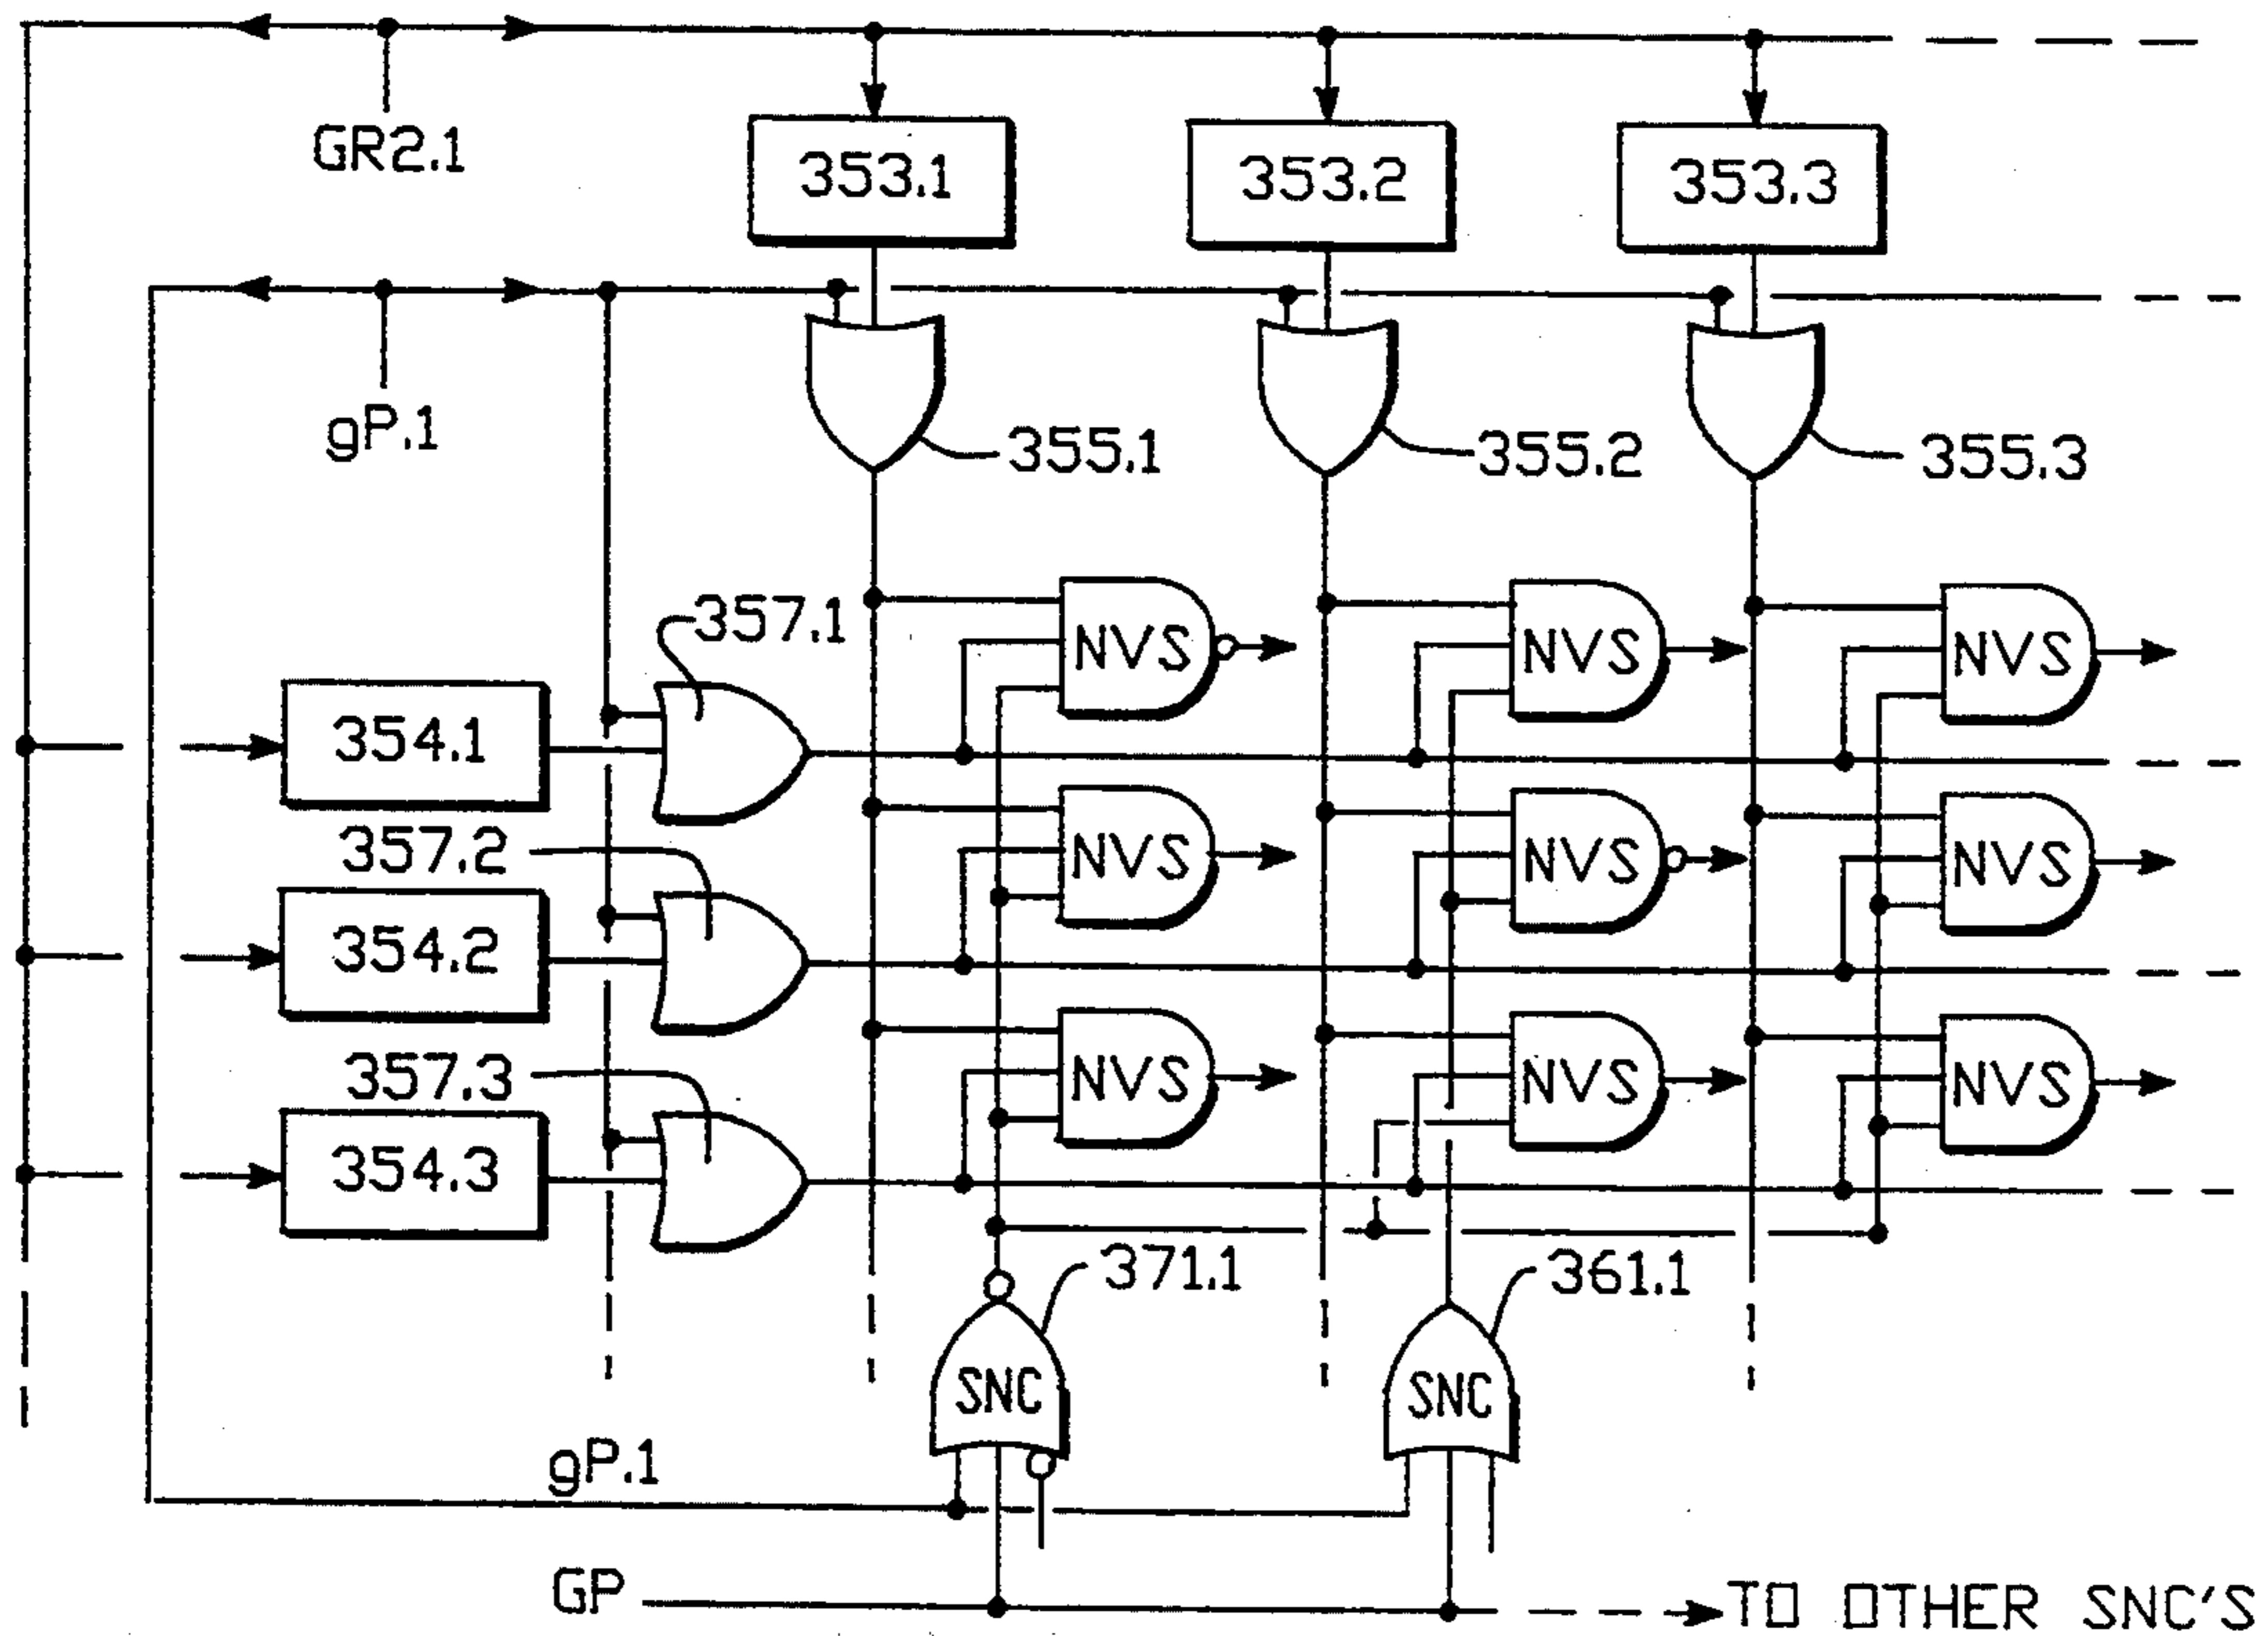 GR2.1
353.1 353.2 353.3
gP.1
355.1 355.2 355.3
357.1
NVS NVS NVS
354.1
357.2
NVS NVS NVS
354.2
357.3
NVS NVS NVS
354.3
371.1 361.1
SNC SNC
gP.1
GP
TO OTHER SNC'S